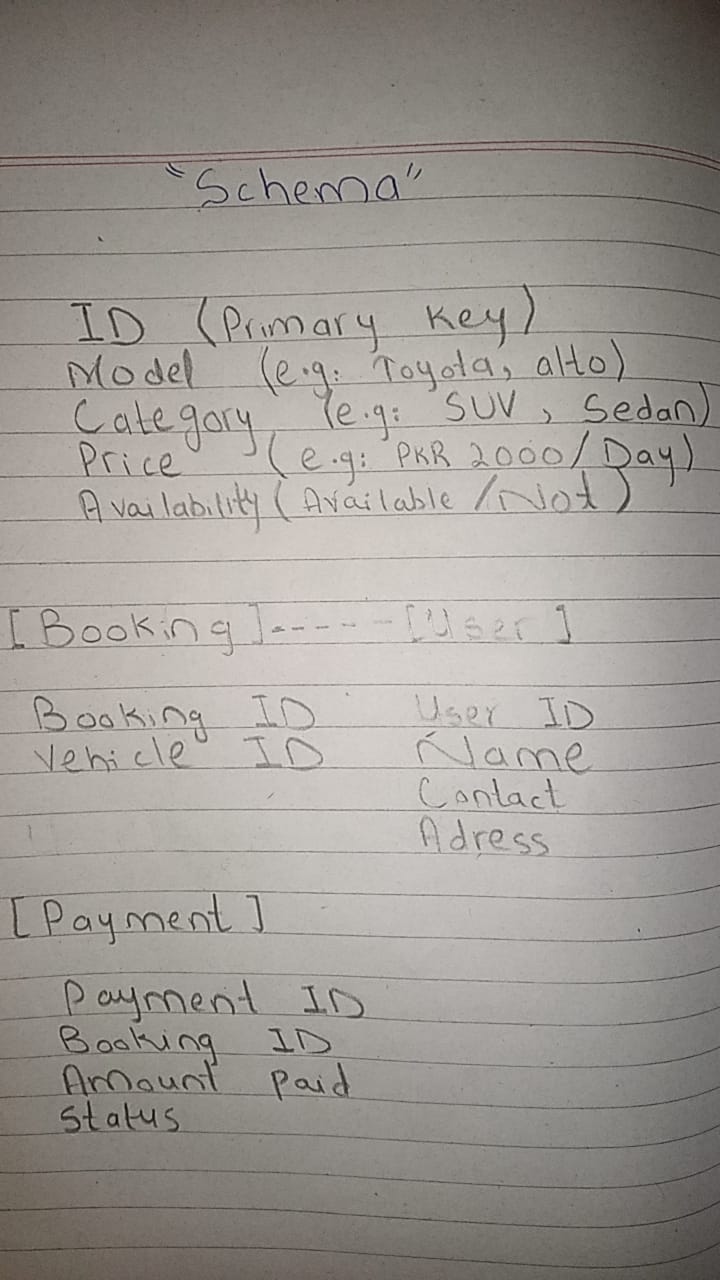 "Schema"
ID (Primary Key)
Model (e.g: Toyota, alto)
Category (e.g: SUV, Sedan)
Price (e.g: PKR 2000/Day)
Availability (Available/Not)
[Booking]------[User]
Booking ID User ID
Vehicle ID Name
Contact
Adress
[Payment]
Payment ID
Booking ID
Amount paid
Status